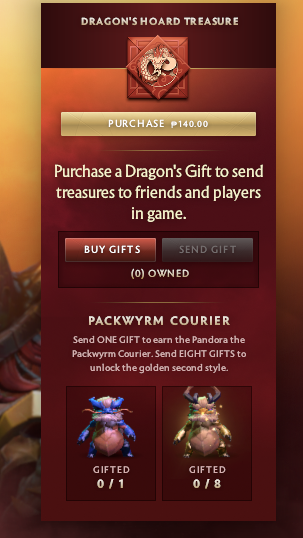 DRAGON'S HOARD TREASURE
PURCHASE ₱140.00
Purchase a Dragon's Gift to send
treasures to friends and players
in game.
BUY GIFTS SEND GIFT
(0) OWNED
PACKWYRM COURIER
Send ONE GIFT to earn the Pandora the
Packwyrm Courier. Send EIGHT GIFTS to
unlock the golden second style.
GIFTED GIFTED
0 / 1 0 / 8